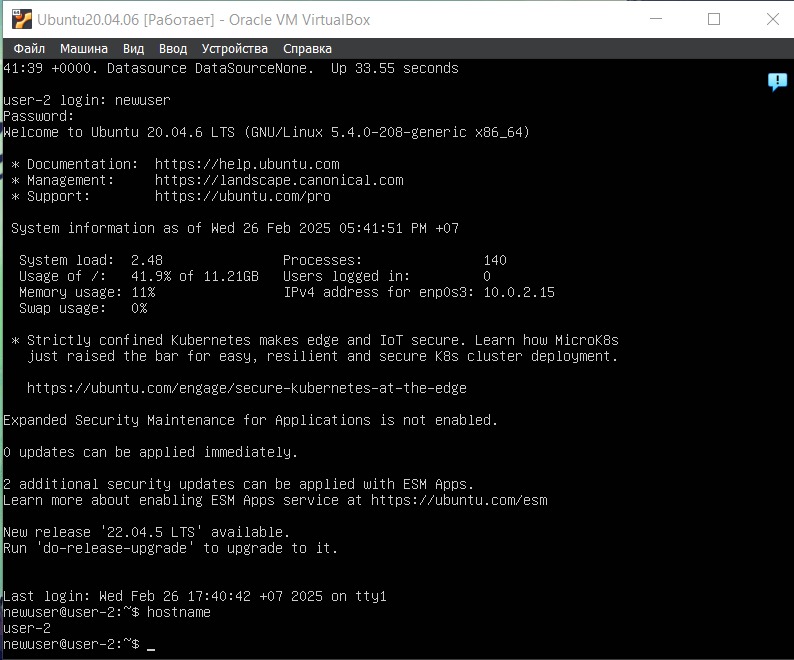 Ubuntu20.04.06 [Работает] - Oracle VM VirtualBox
Файл Машина Вид Ввод Устройства Справка
41:39 +0000. Datasource DataSourceNone.  Up 33.55 seconds
user-2 login: newuser
Password:
Welcome to Ubuntu 20.04.6 LTS (GNU/Linux 5.4.0-208-generic x86_64)
* Documentation:  https://help.ubuntu.com
* Management:     https://landscape.canonical.com
* Support:        https://ubuntu.com/pro
System information as of Wed 26 Feb 2025 05:41:51 PM +07
System load:  2.48               Processes:               140
Usage of /:   41.9% of 11.21GB   Users logged in:         0
Memory usage: 11%                IPv4 address for enp0s3: 10.0.2.15
Swap usage:   0%
* Strictly confined Kubernetes makes edge and IoT secure. Learn how MicroK8s
just raised the bar for easy, resilient and secure K8s cluster deployment.
https://ubuntu.com/engage/secure-kubernetes-at-the-edge
Expanded Security Maintenance for Applications is not enabled.
0 updates can be applied immediately.
2 additional security updates can be applied with ESM Apps.
Learn more about enabling ESM Apps service at https://ubuntu.com/esm
New release '22.04.5 LTS' available.
Run 'do-release-upgrade' to upgrade to it.
Last login: Wed Feb 26 17:40:42 +07 2025 on tty1
newuser@user-2:~$ hostname
user-2
newuser@user-2:~$ _